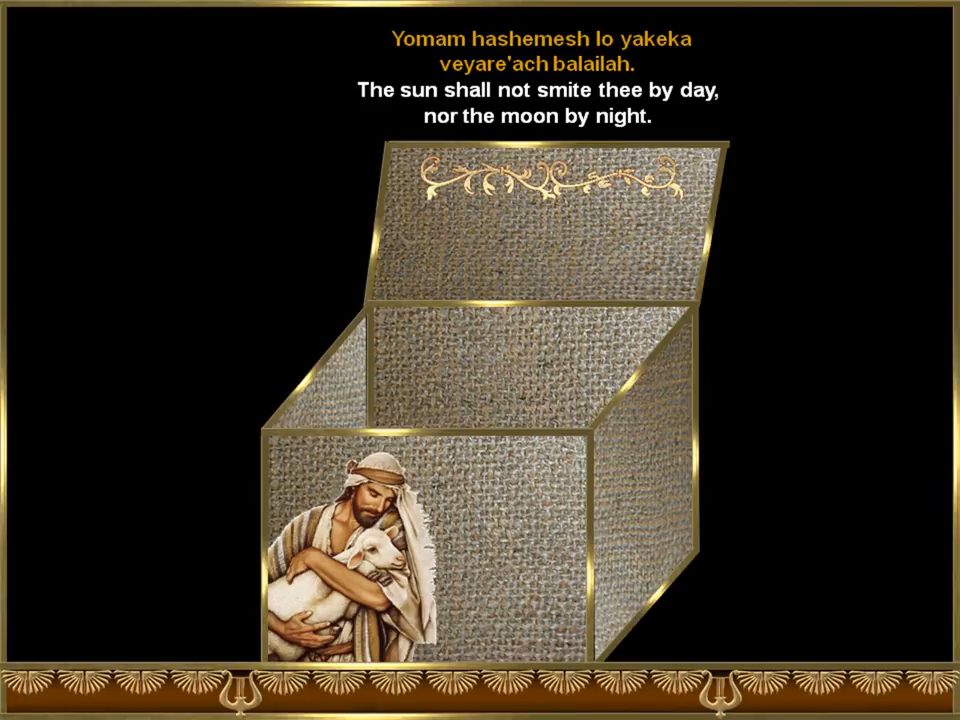 Yomam hashemesh lo yakeka
veyare'ach balailah.
The sun shall not smite thee by day,
nor the moon by night.